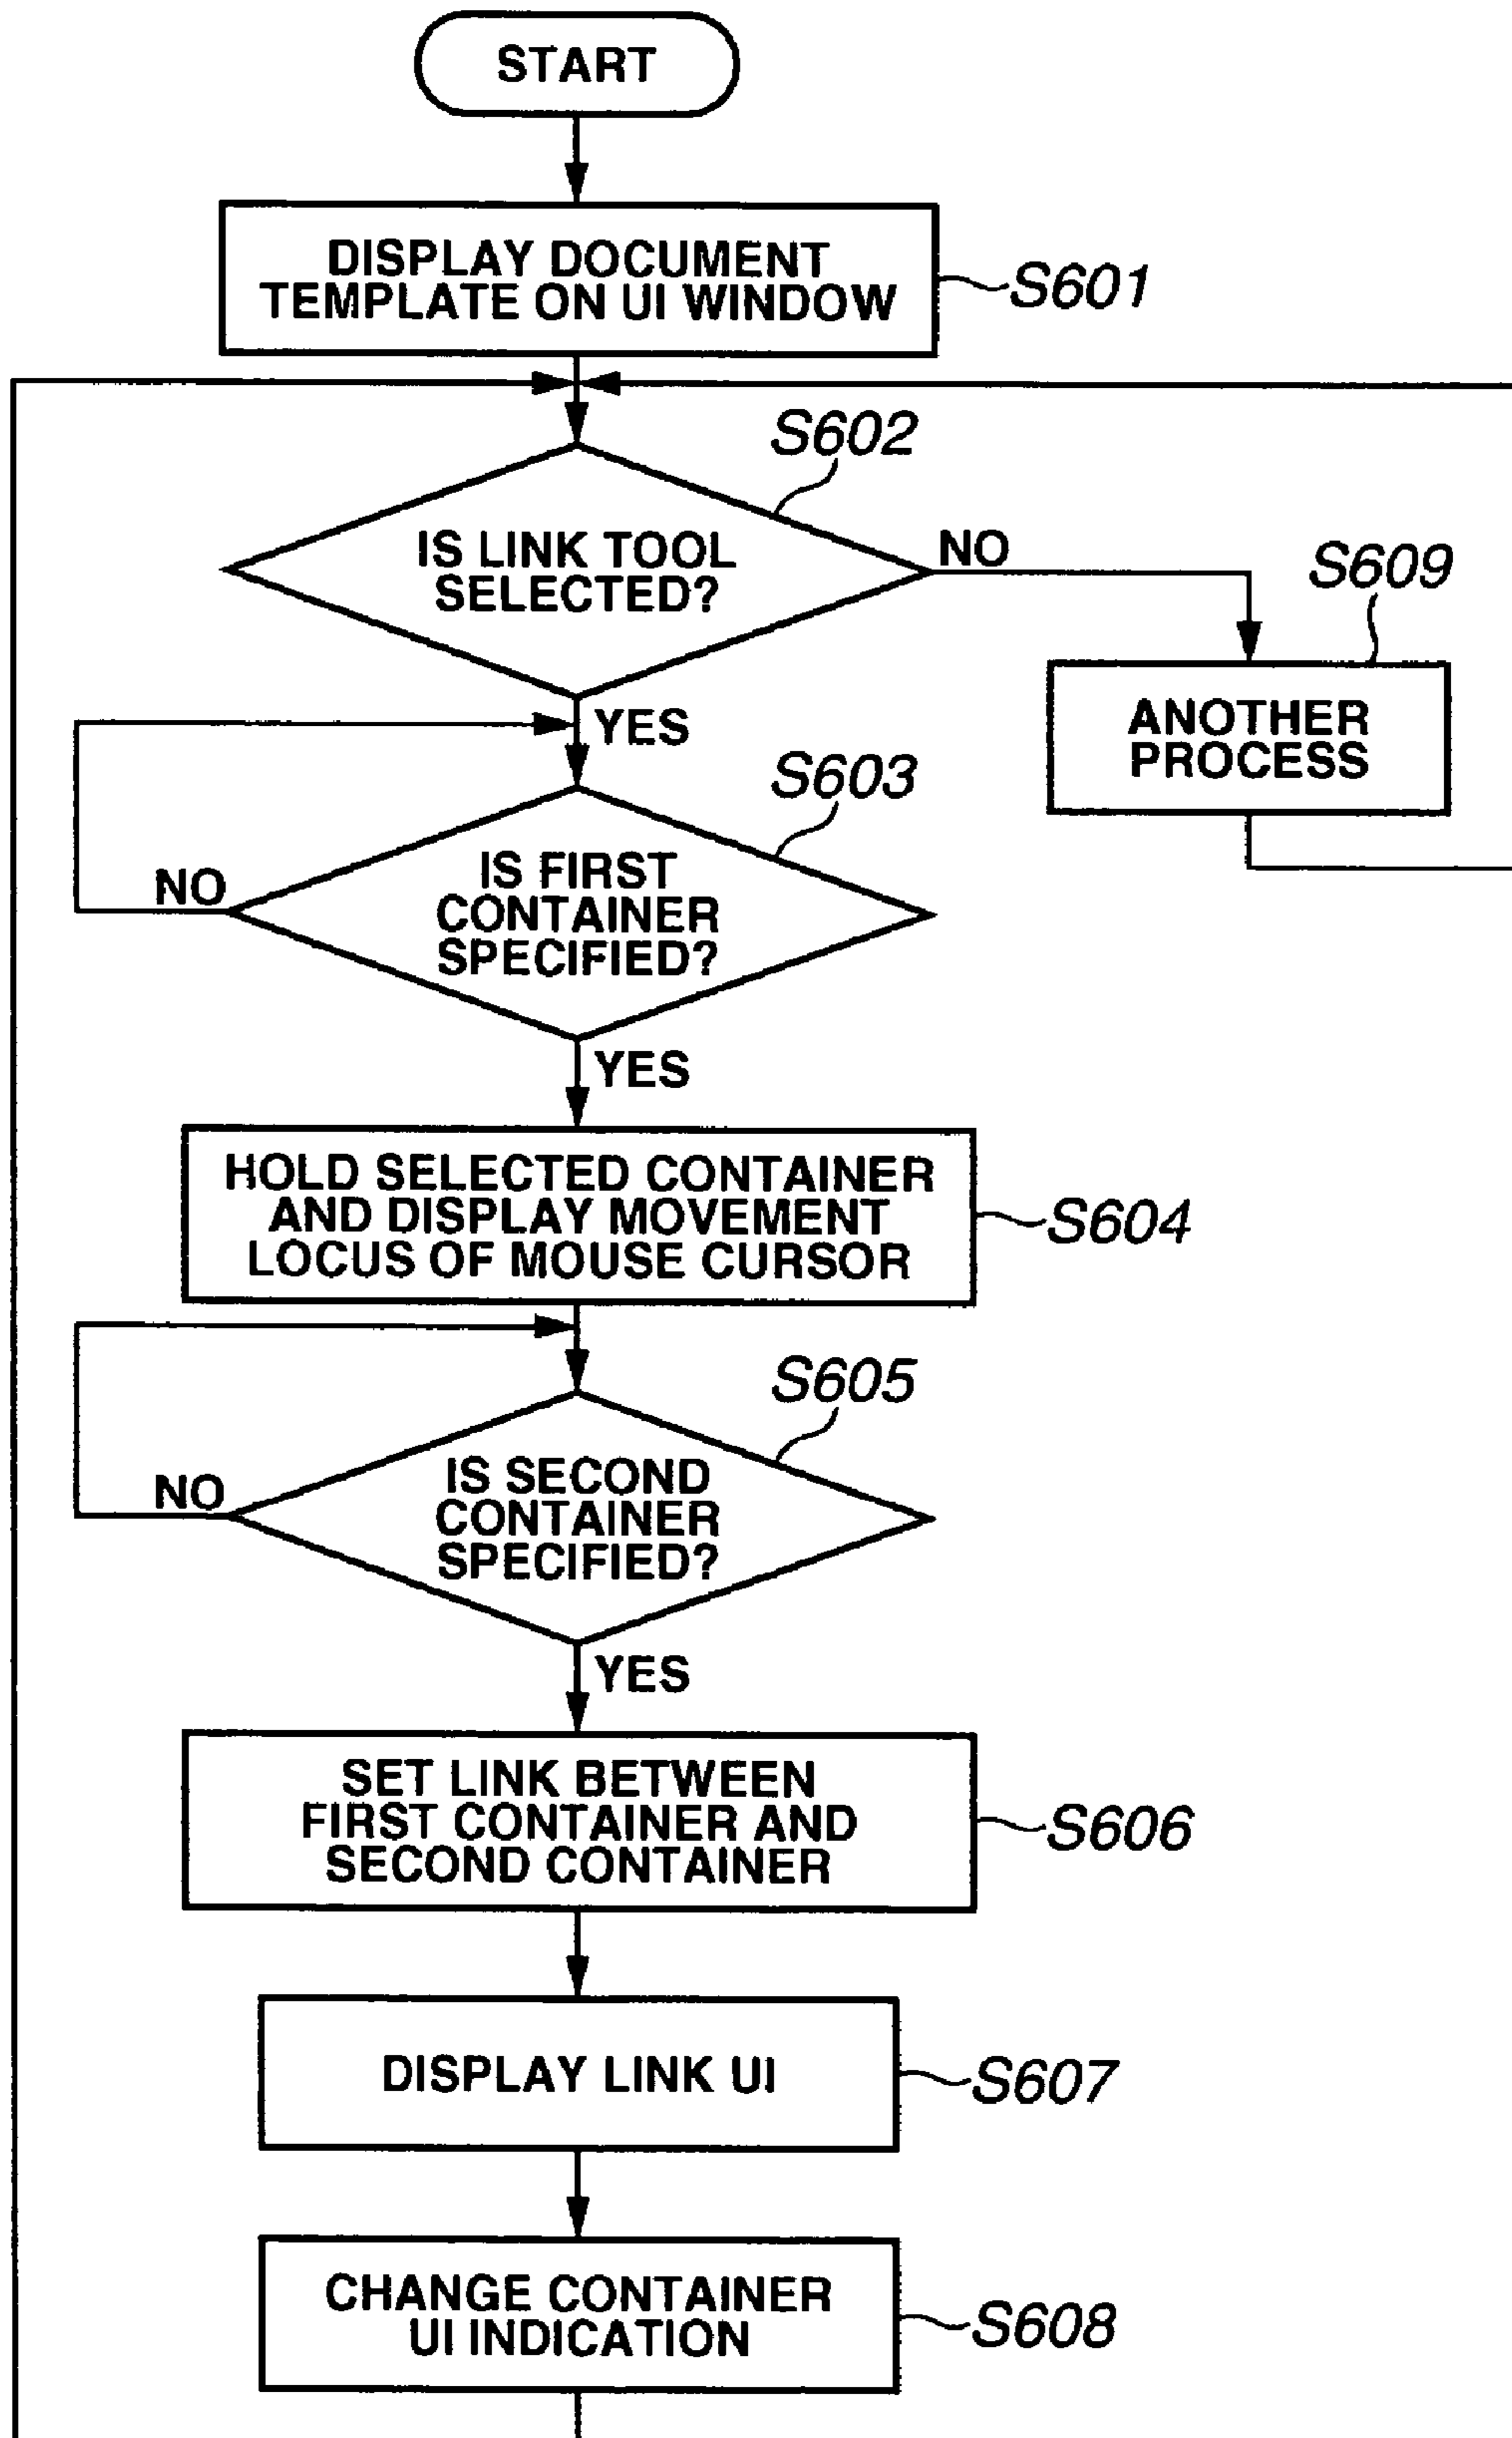 START
DISPLAY DOCUMENT
TEMPLATE ON UI WINDOW
S601
S602
IS LINK TOOL
SELECTED?
NO
S609
ANOTHER
PROCESS
YES
S603
IS FIRST
CONTAINER
SPECIFIED?
NO
YES
HOLD SELECTED CONTAINER
AND DISPLAY MOVEMENT
LOCUS OF MOUSE CURSOR
S604
S605
IS SECOND
CONTAINER
SPECIFIED?
NO
YES
SET LINK BETWEEN
FIRST CONTAINER AND
SECOND CONTAINER
S606
DISPLAY LINK UI
S607
CHANGE CONTAINER
UI INDICATION
S608